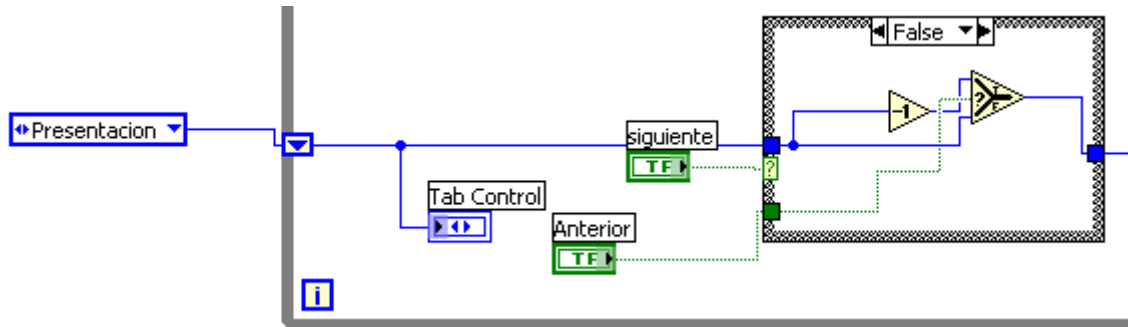 False
Presentacion
-1
?
T
F
siguiente
TF
?
Tab Control
Anterior
TF
i